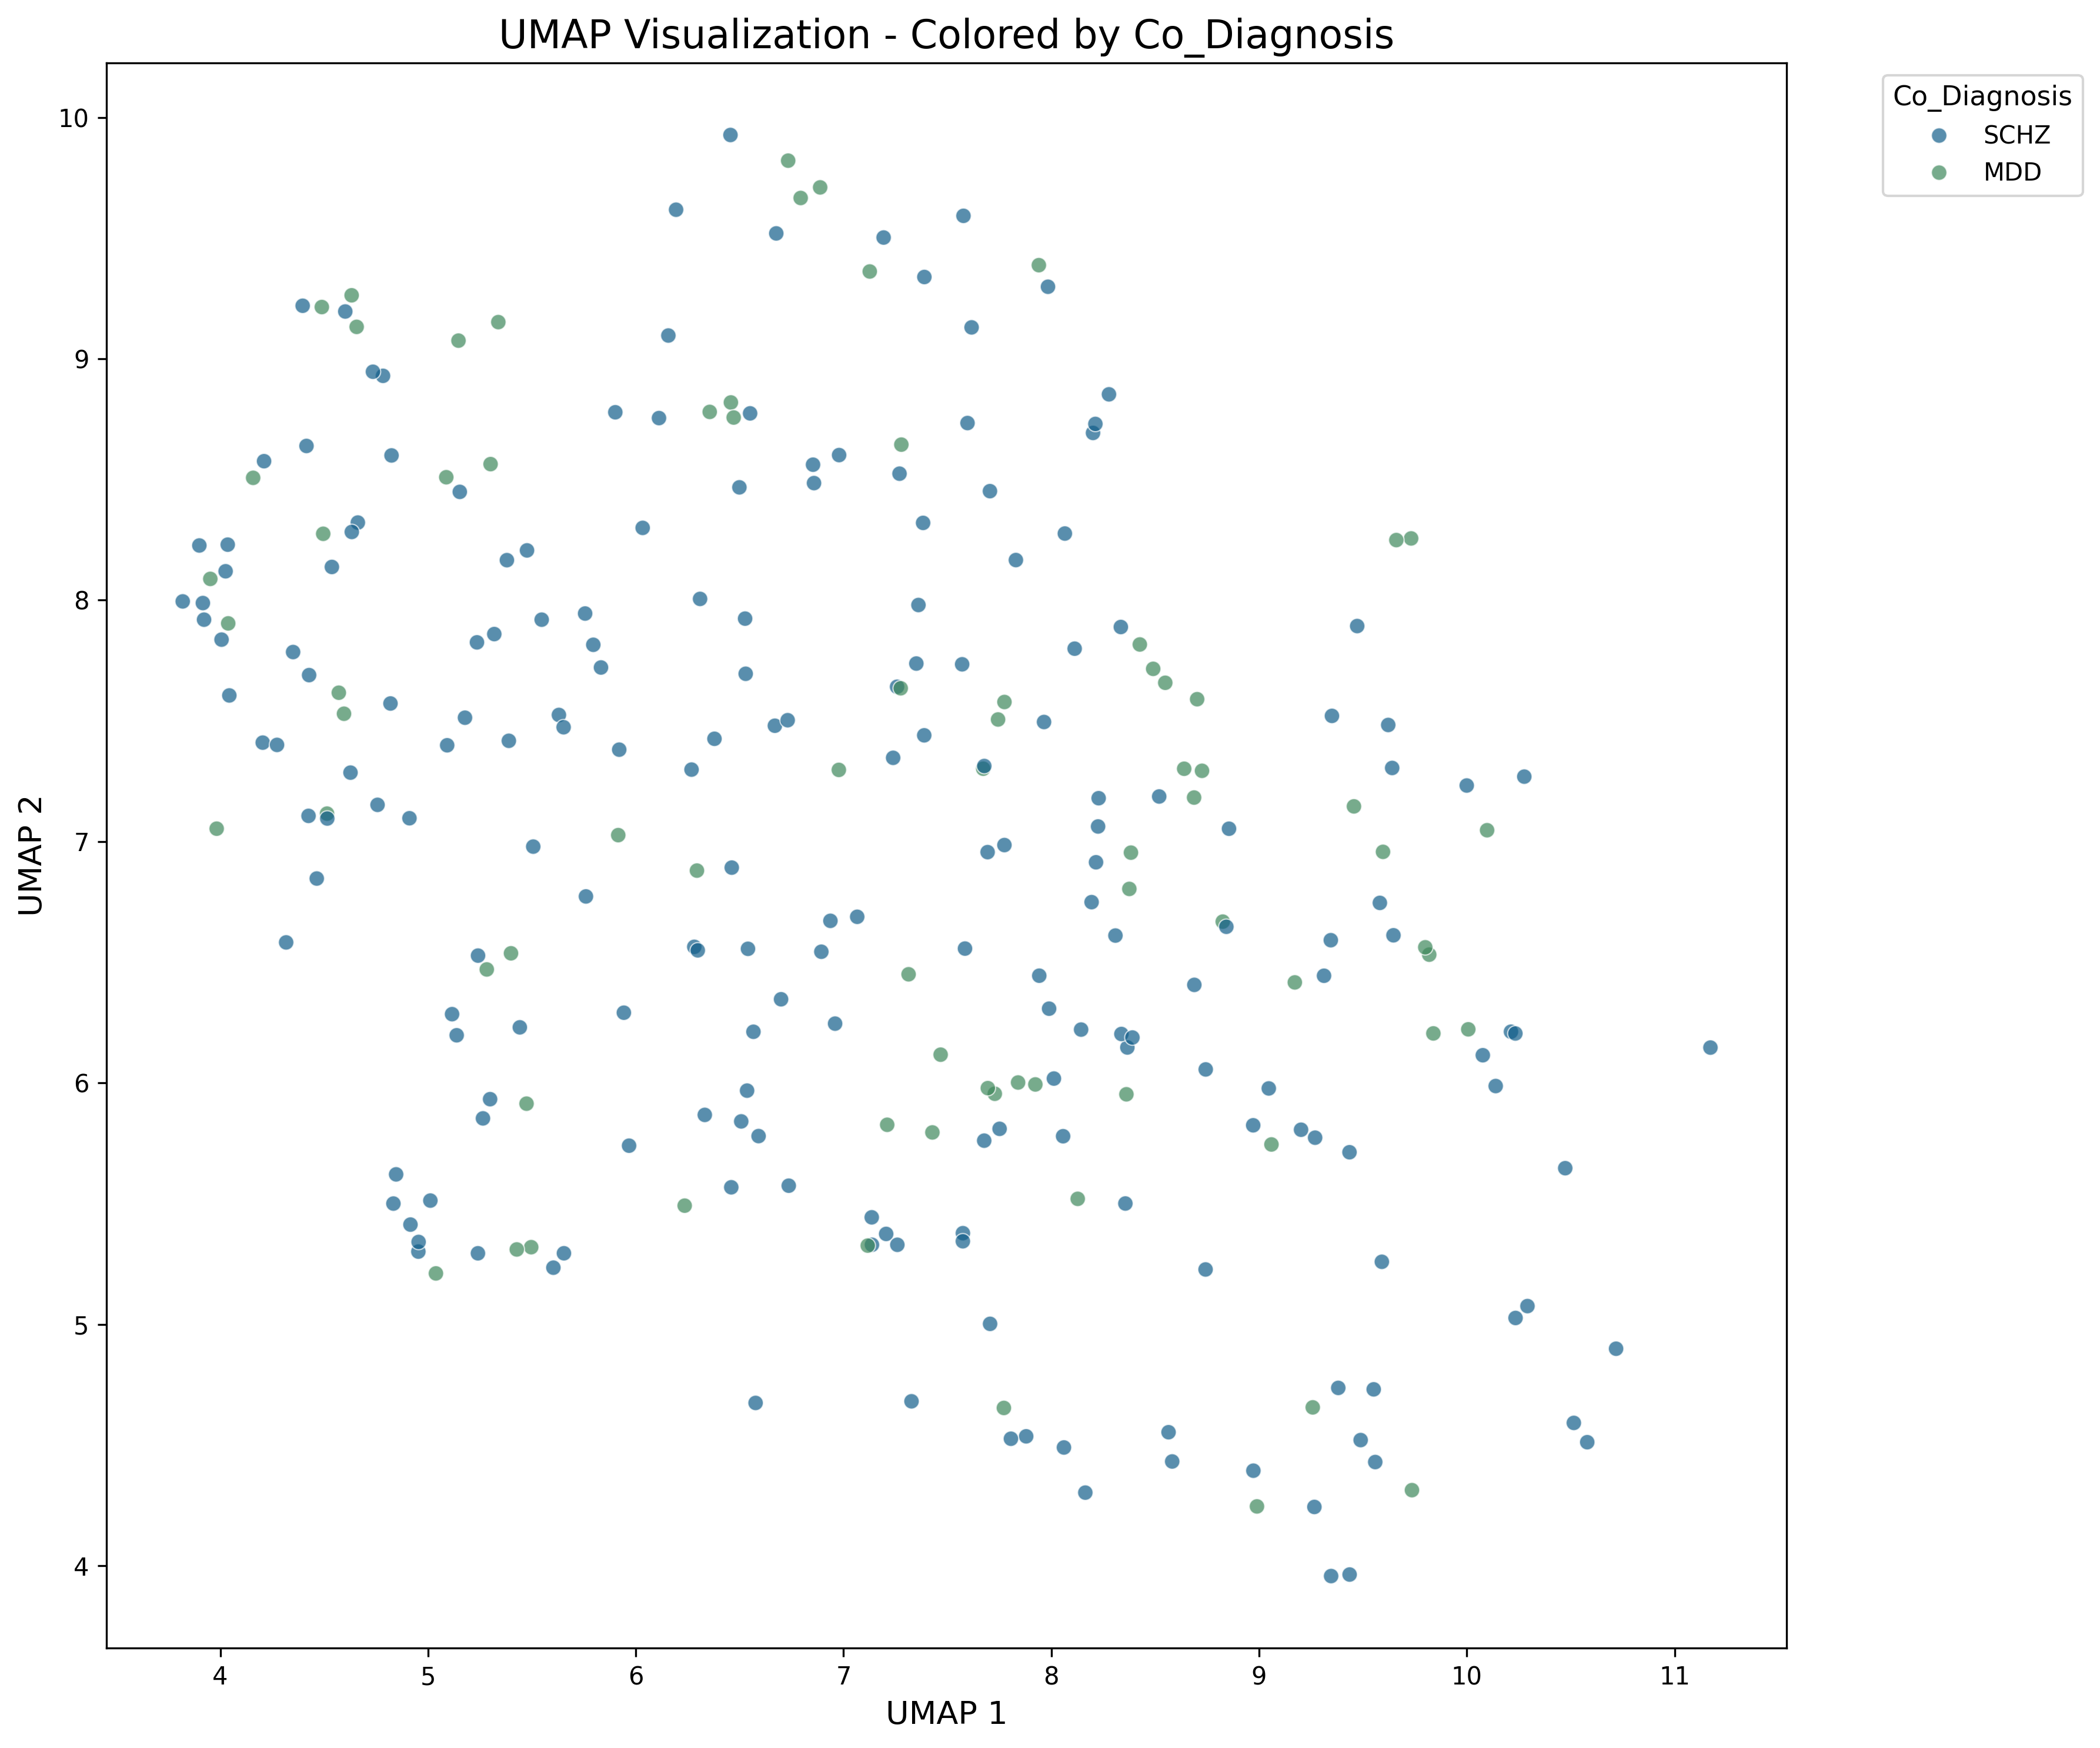 UMAP Visualization - Colored by Co_Diagnosis
Co_Diagnosis
SCHZ
MDD
10
9
8
7
6
5
4
UMAP 2
4 5 6 7 8 9 10 11
UMAP 1